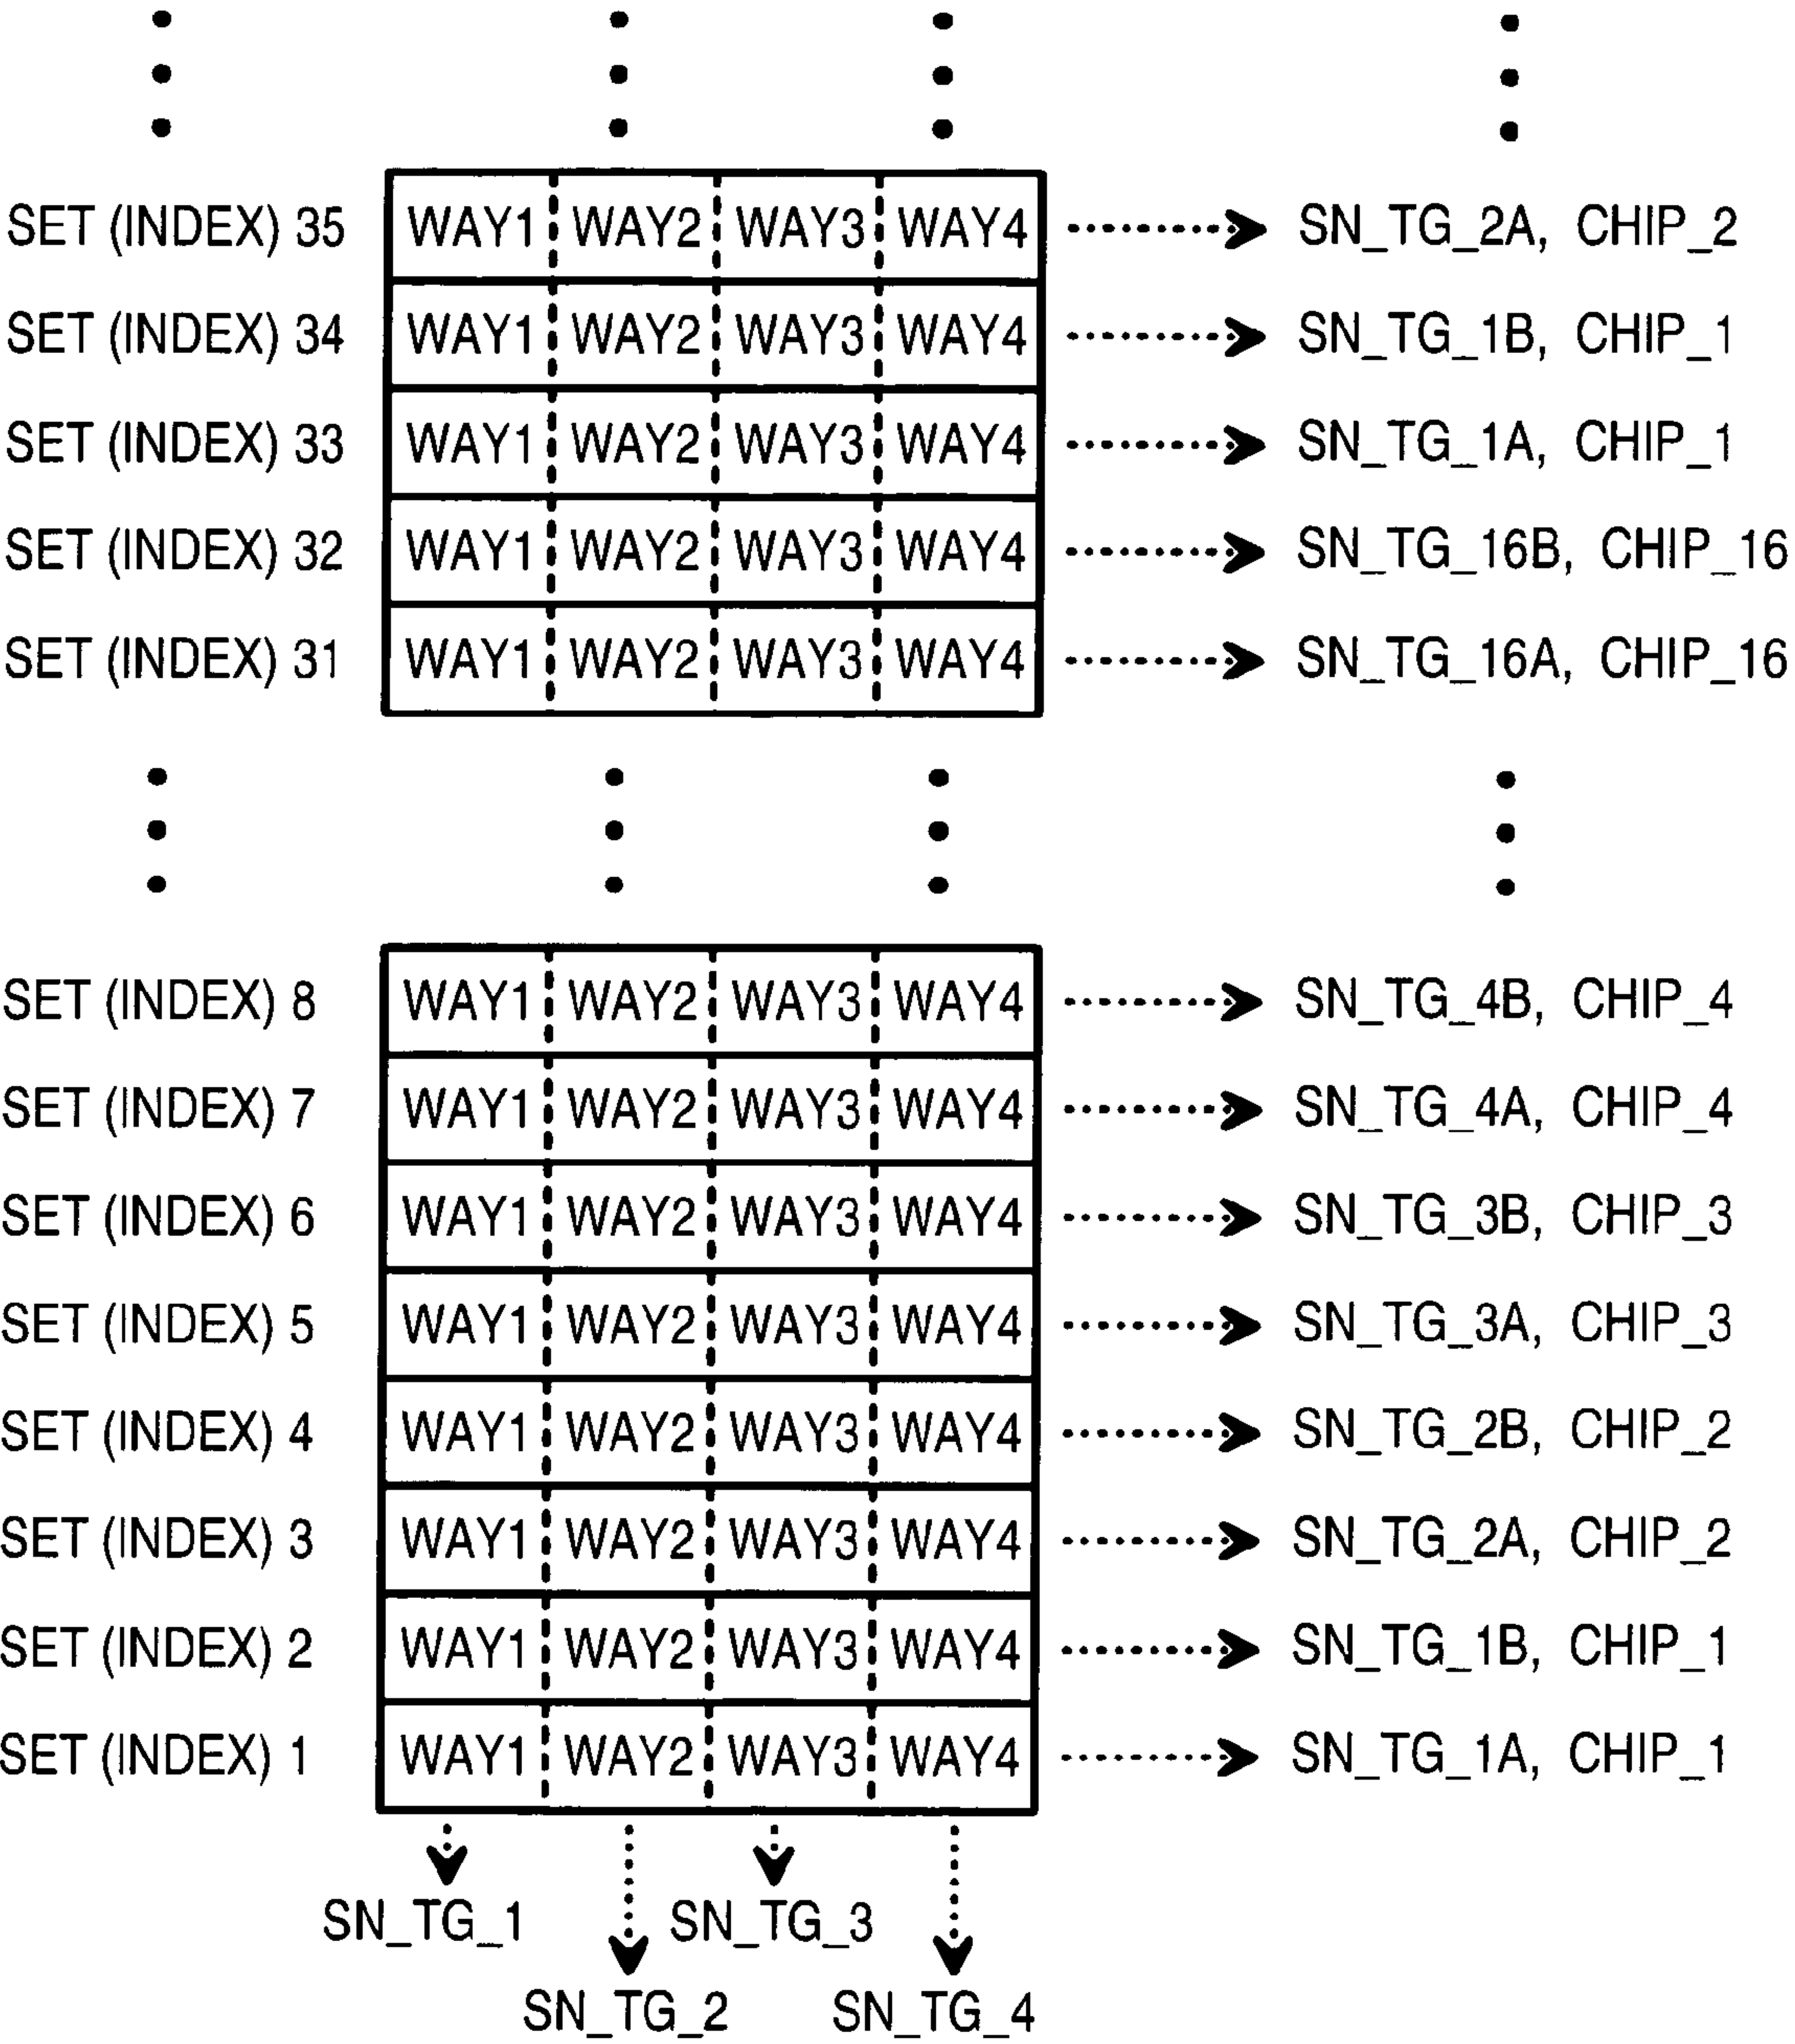 SET (INDEX) 35 WAY1 WAY2 WAY3 WAY4 SN_TG_2A, CHIP_2
SET (INDEX) 34 WAY1 WAY2 WAY3 WAY4 SN_TG_1B, CHIP_1
SET (INDEX) 33 WAY1 WAY2 WAY3 WAY4 SN_TG_1A, CHIP_1
SET (INDEX) 32 WAY1 WAY2 WAY3 WAY4 SN_TG_16B, CHIP_16
SET (INDEX) 31 WAY1 WAY2 WAY3 WAY4 SN_TG_16A, CHIP_16
SET (INDEX) 8 WAY1 WAY2 WAY3 WAY4 SN_TG_4B, CHIP_4
SET (INDEX) 7 WAY1 WAY2 WAY3 WAY4 SN_TG_4A, CHIP_4
SET (INDEX) 6 WAY1 WAY2 WAY3 WAY4 SN_TG_3B, CHIP_3
SET (INDEX) 5 WAY1 WAY2 WAY3 WAY4 SN_TG_3A, CHIP_3
SET (INDEX) 4 WAY1 WAY2 WAY3 WAY4 SN_TG_2B, CHIP_2
SET (INDEX) 3 WAY1 WAY2 WAY3 WAY4 SN_TG_2A, CHIP_2
SET (INDEX) 2 WAY1 WAY2 WAY3 WAY4 SN_TG_1B, CHIP_1
SET (INDEX) 1 WAY1 WAY2 WAY3 WAY4 SN_TG_1A, CHIP_1
SN_TG_1 SN_TG_3
SN_TG_2 SN_TG_4